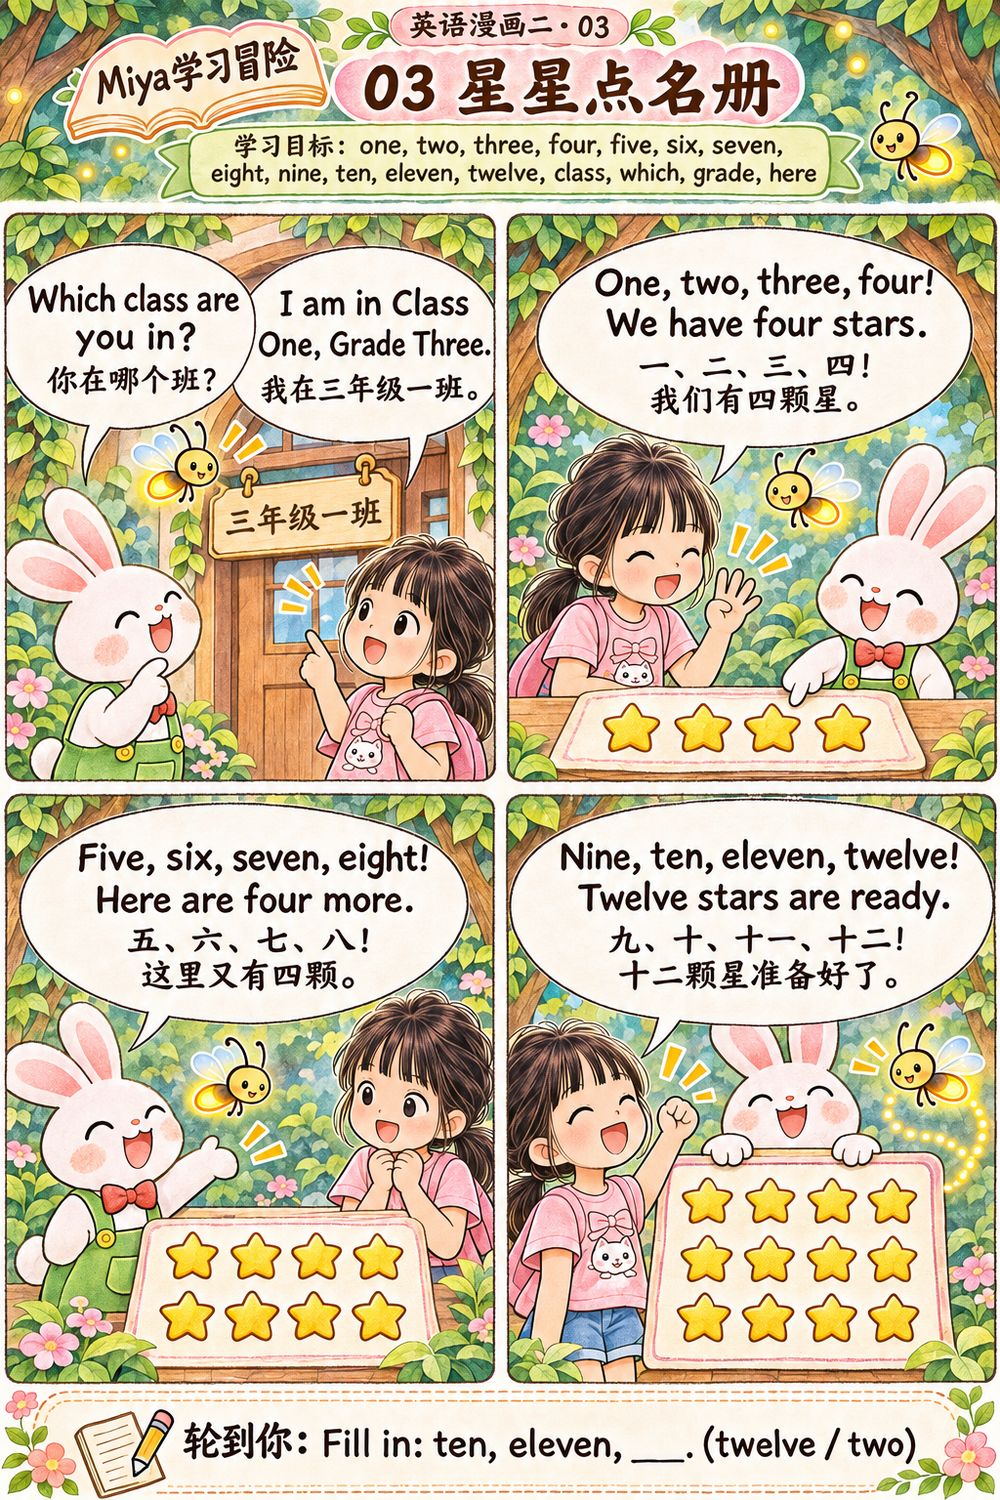 英语漫画二·03
Miya学习冒险
03 星星点名册
学习目标：one, two, three, four, five, six, seven,
eight, nine, ten, eleven, twelve, class, which, grade, here
Which class are
you in?
你在哪个班？
I am in Class
One, Grade Three.
我在三年级一班。
三年级一班
One, two, three, four!
We have four stars.
一、二、三、四！
我们有四颗星。
Five, six, seven, eight!
Here are four more.
五、六、七、八！
这里又有四颗。
Nine, ten, eleven, twelve!
Twelve stars are ready.
九、十、十一、十二！
十二颗星准备好了。
轮到你：Fill in: ten, eleven, ___. (twelve / two)